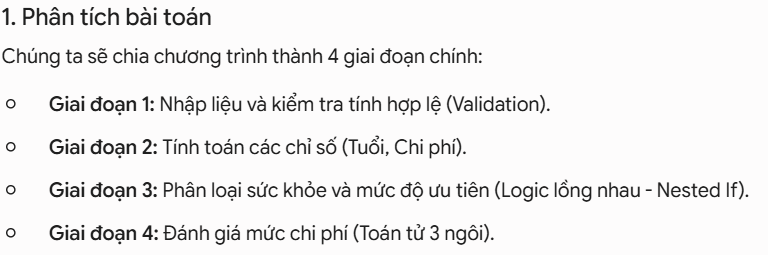 1. Phân tích bài toán
Chúng ta sẽ chia chương trình thành 4 giai đoạn chính:
Giai đoạn 1: Nhập liệu và kiểm tra tính hợp lệ (Validation).
Giai đoạn 2: Tính toán các chỉ số (Tuổi, Chi phí).
Giai đoạn 3: Phân loại sức khỏe và mức độ ưu tiên (Logic lồng nhau - Nested If).
Giai đoạn 4: Đánh giá mức chi phí (Toán tử 3 ngôi).